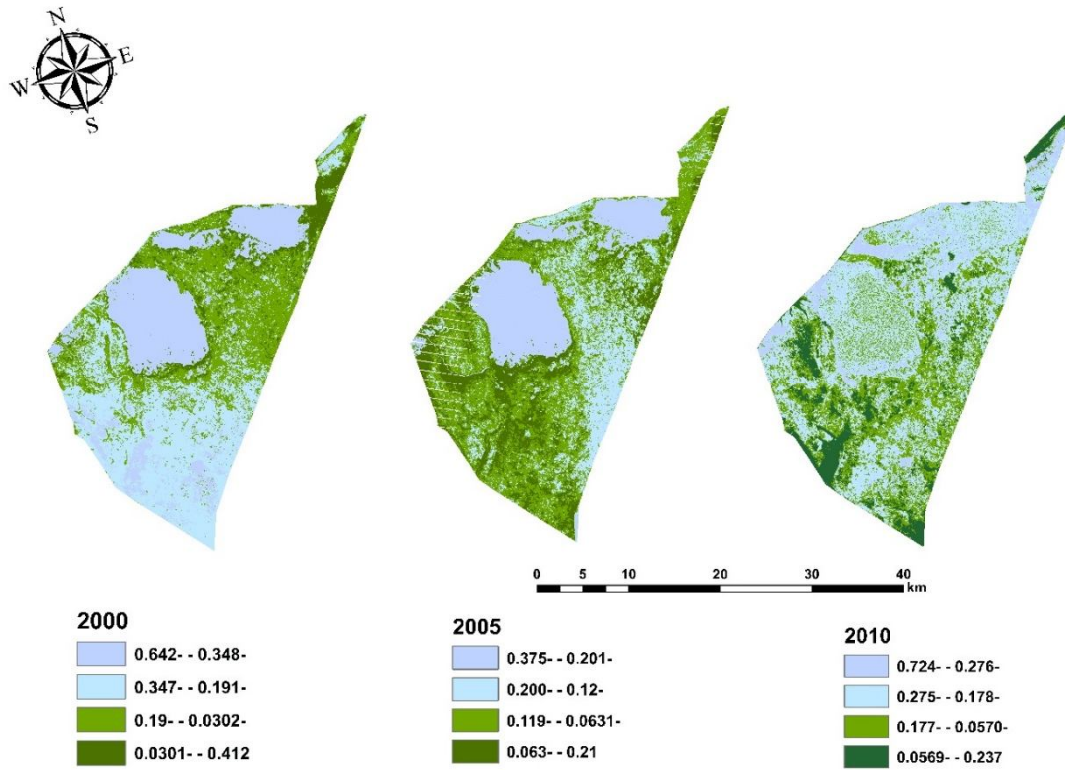 N
E
W
S
0 5 10 20 30 40
km
2000
0.642- - 0.348-
0.347- - 0.191-
0.19- - 0.0302-
0.0301- - 0.412
2005
0.375- - 0.201-
0.200- - 0.12-
0.119- - 0.0631-
0.063- - 0.21
2010
0.724- - 0.276-
0.275- - 0.178-
0.177- - 0.0570-
0.0569- - 0.237